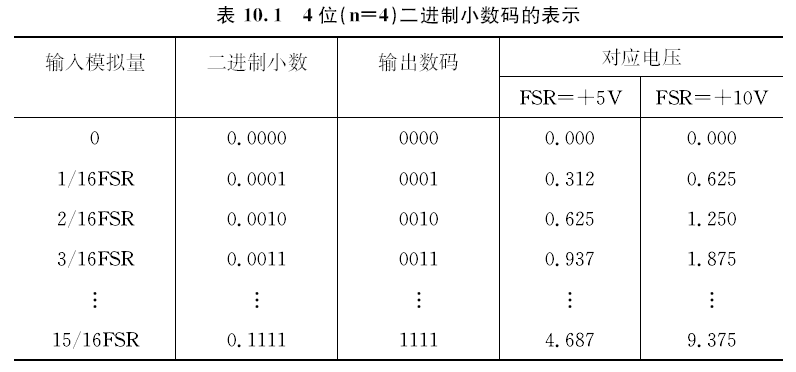 表 10.1 4 位(n=4)二进制小数码的表示
输入模拟量 二进制小数 输出数码 对应电压
FSR=+5V FSR=+10V
0 0.0000 0000 0.000 0.000
1/16FSR 0.0001 0001 0.312 0.625
2/16FSR 0.0010 0010 0.625 1.250
3/16FSR 0.0011 0011 0.937 1.875
⋮ ⋮ ⋮ ⋮ ⋮
15/16FSR 0.1111 1111 4.687 9.375